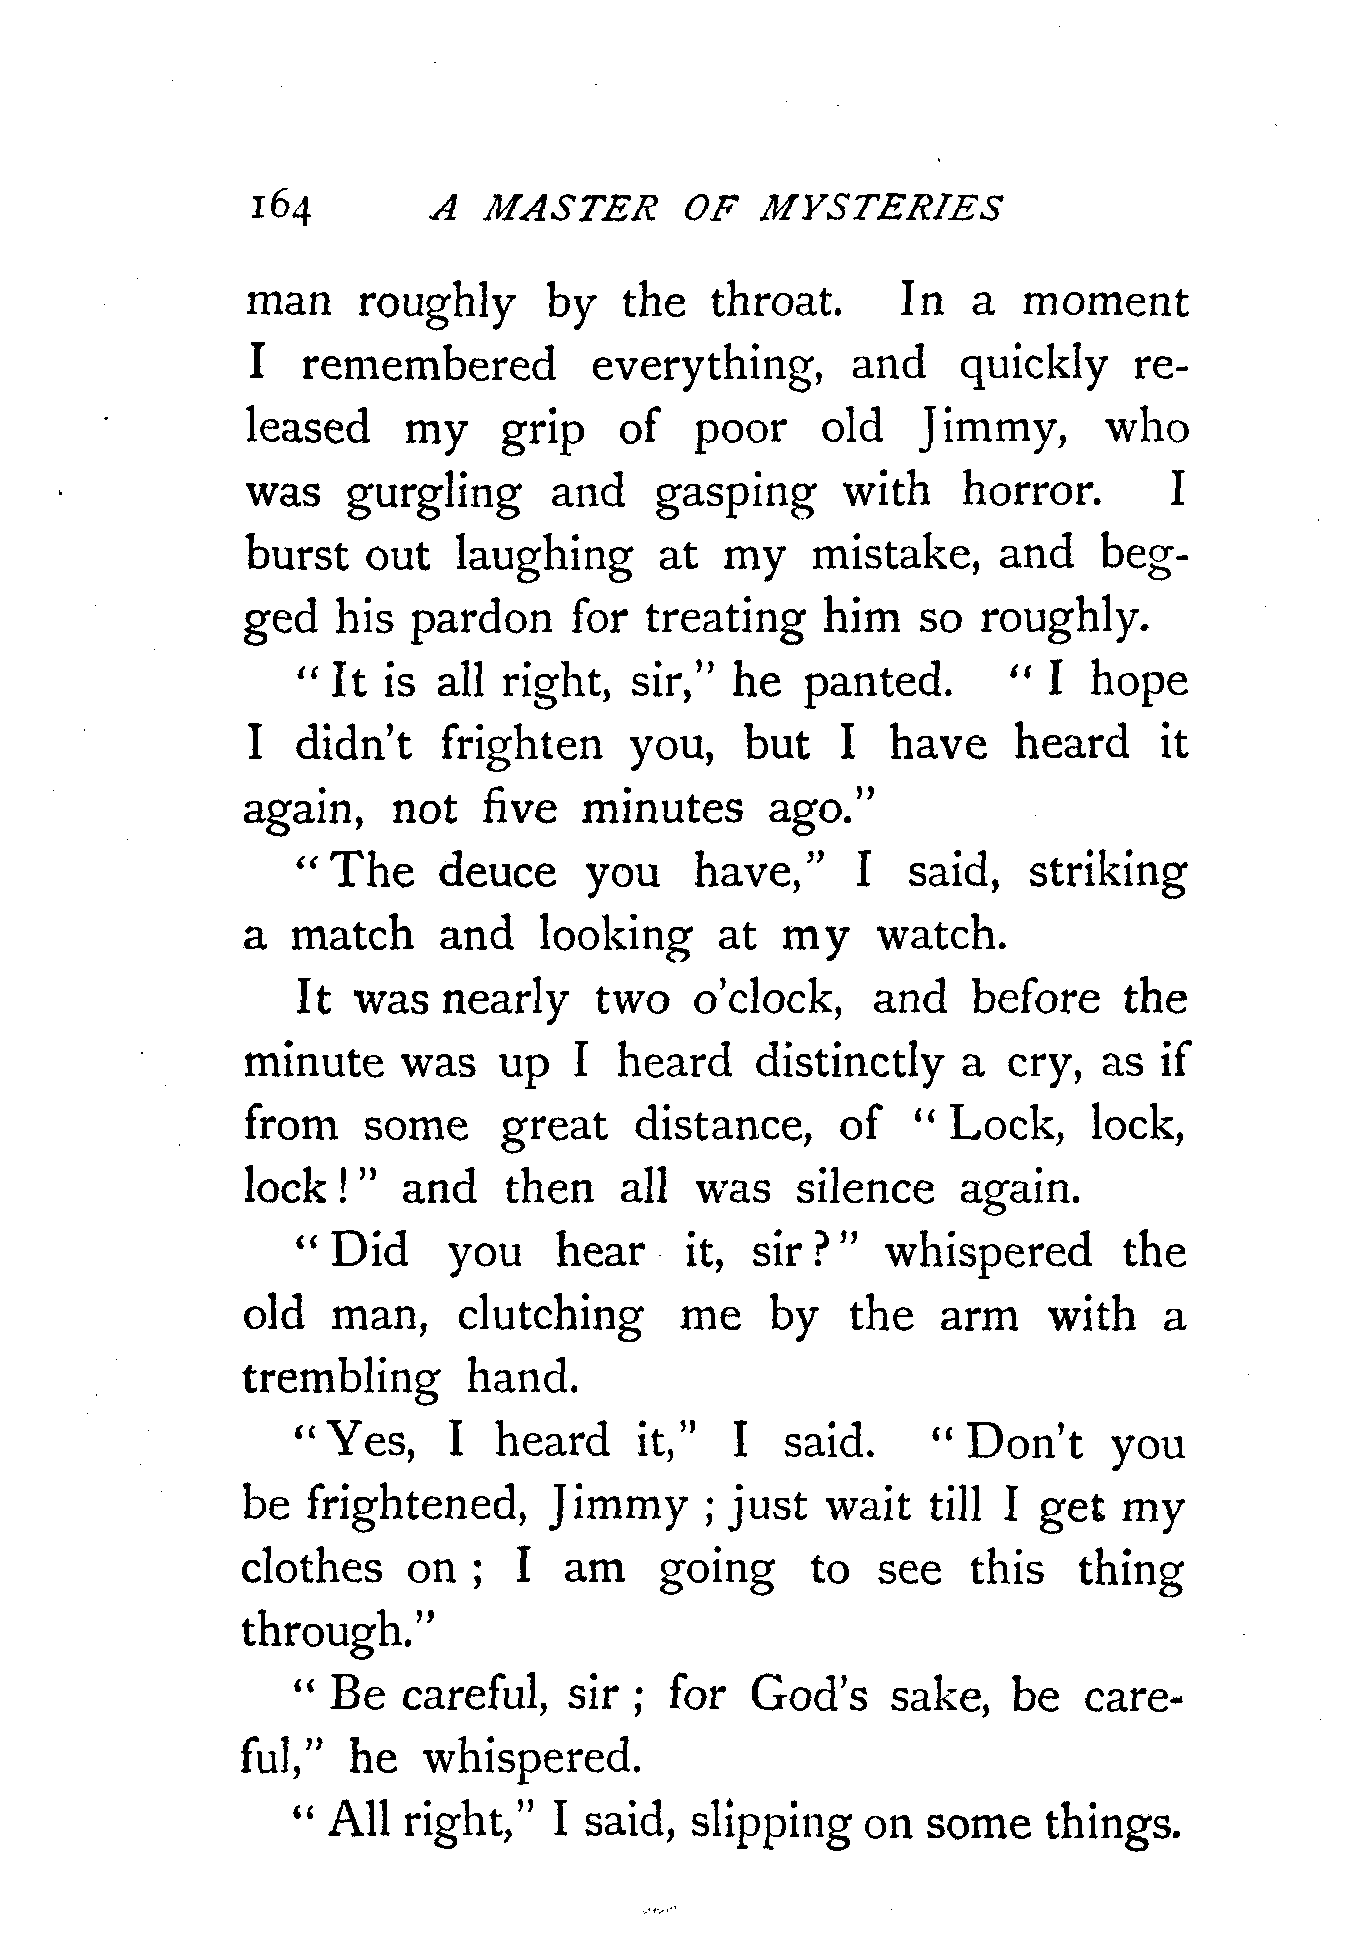 164 A MASTER OF MYSTERIES
man roughly by the throat. In a moment
I remembered everything, and quickly re-
leased my grip of poor old Jimmy, who
was gurgling and gasping with horror. I
burst out laughing at my mistake, and beg-
ged his pardon for treating him so roughly.
“ It is all right, sir,” he panted. “ I hope
I didn't frighten you, but I have heard it
again, not five minutes ago.”
“ The deuce you have,” I said, striking
a match and looking at my watch.
It was nearly two o'clock, and before the
minute was up I heard distinctly a cry, as if
from some great distance, of “ Lock, lock,
lock ! ” and then all was silence again.
“ Did you hear it, sir ? ” whispered the
old man, clutching me by the arm with a
trembling hand.
“ Yes, I heard it,” I said. “ Don't you
be frightened, Jimmy ; just wait till I get my
clothes on ; I am going to see this thing
through.”
“ Be careful, sir ; for God's sake, be care-
ful,” he whispered.
“ All right,” I said, slipping on some things.